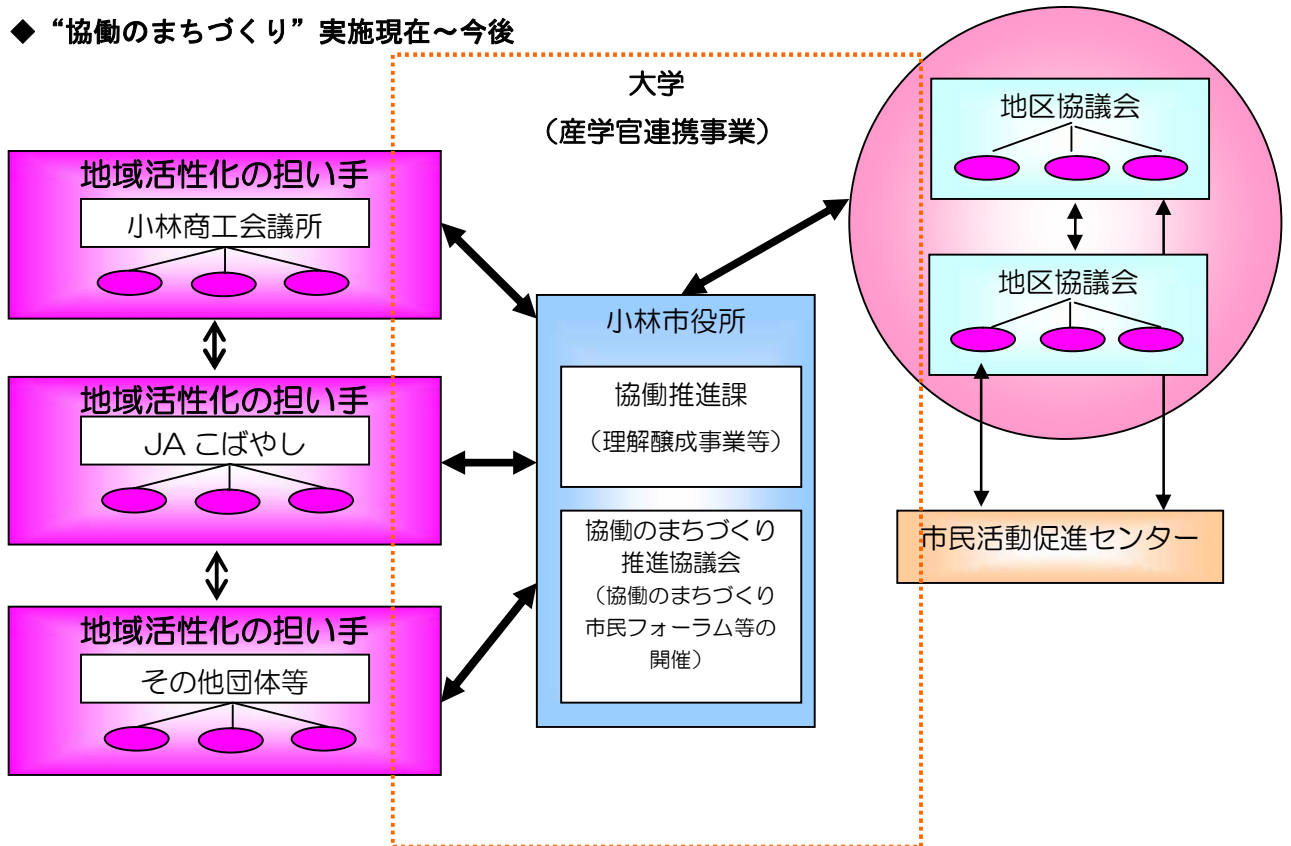 ◆“協働のまちづくり”実施現在～今後
大学
（産学官連携事業）
地域活性化の担い手
小林商工会議所
地域活性化の担い手
JAこばやし
地域活性化の担い手
その他団体等
小林市役所
協働推進課
（理解醸成事業等）
協働のまちづくり
推進協議会
（協働のまちづくり
市民フォーラム等の
開催）
地区協議会
地区協議会
市民活動促進センター